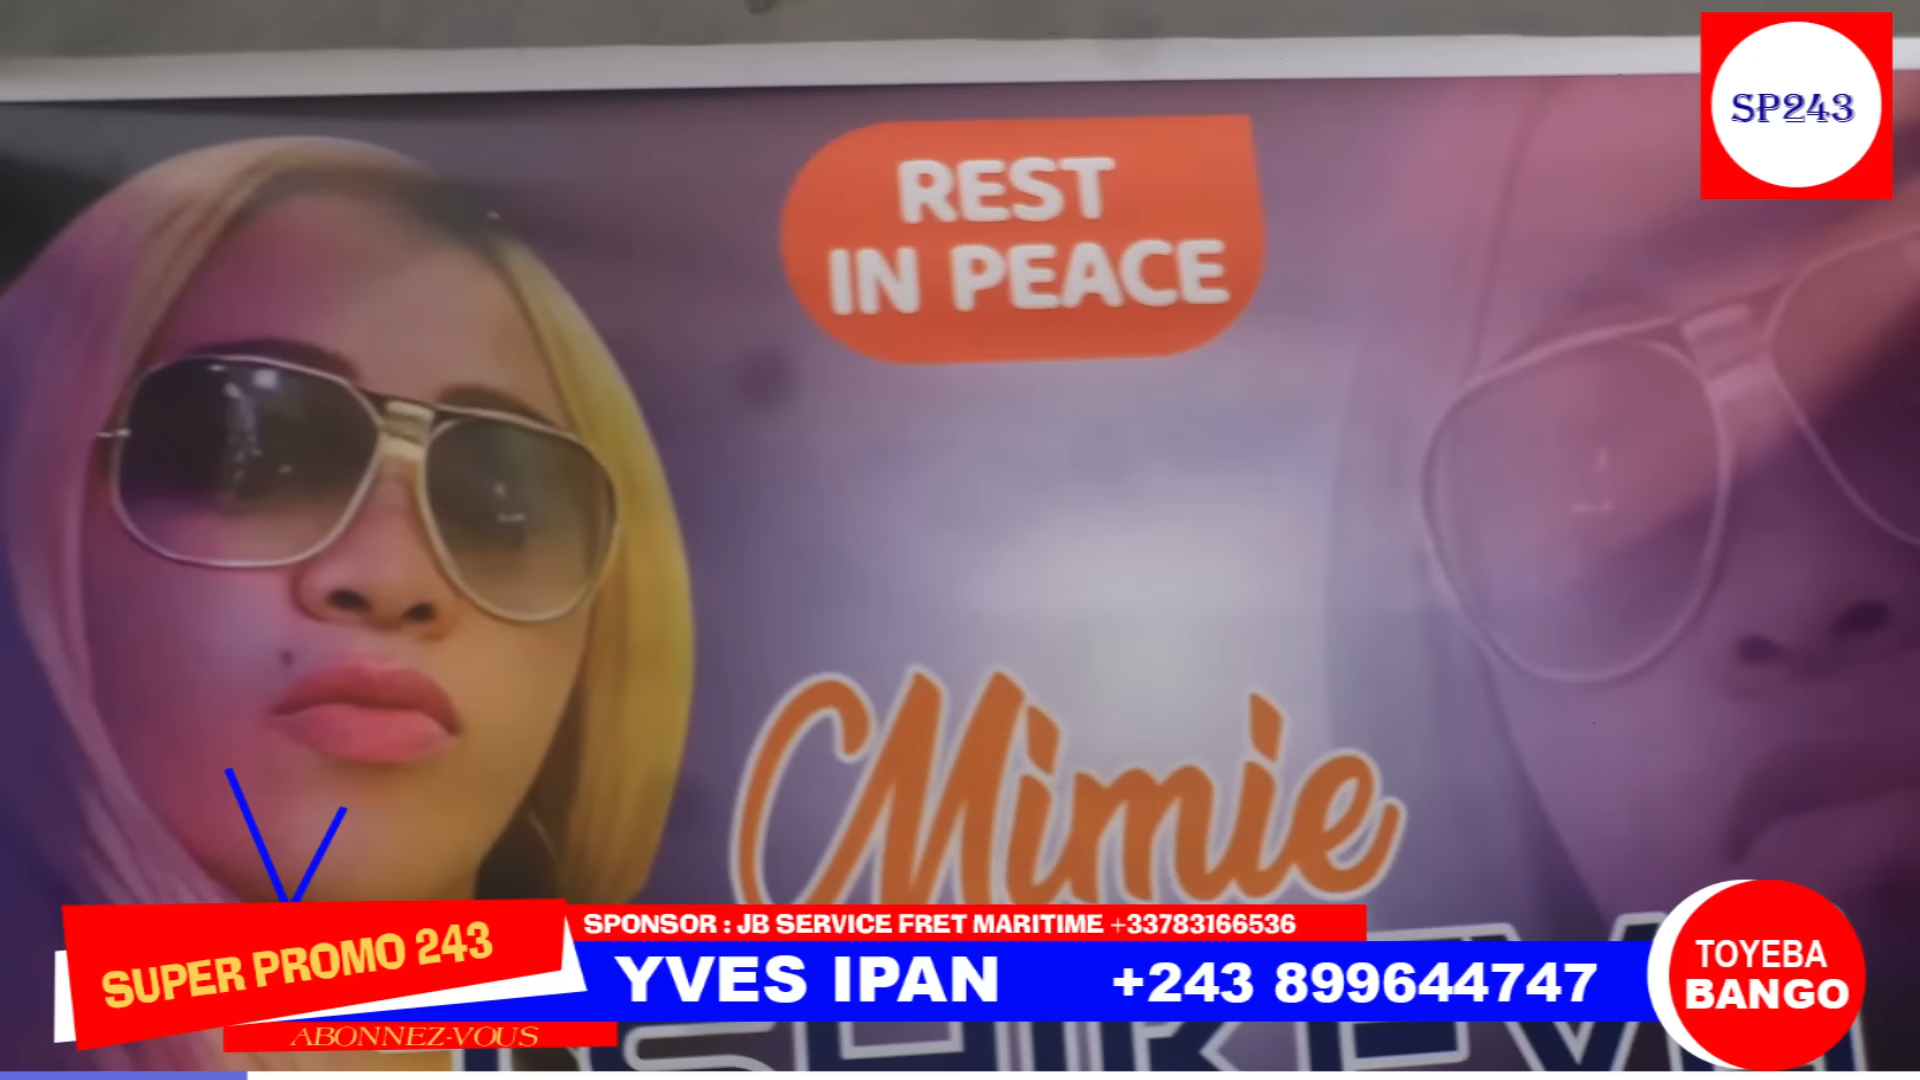 SP243
REST
IN PEACE
Mimie
SPONSOR : JB SERVICE FRET MARITIME +33783166536
SUPER PROMO 243
YVES IPAN +243 899644747
TOYEBA
BANGO
ABONNEZ-VOUS